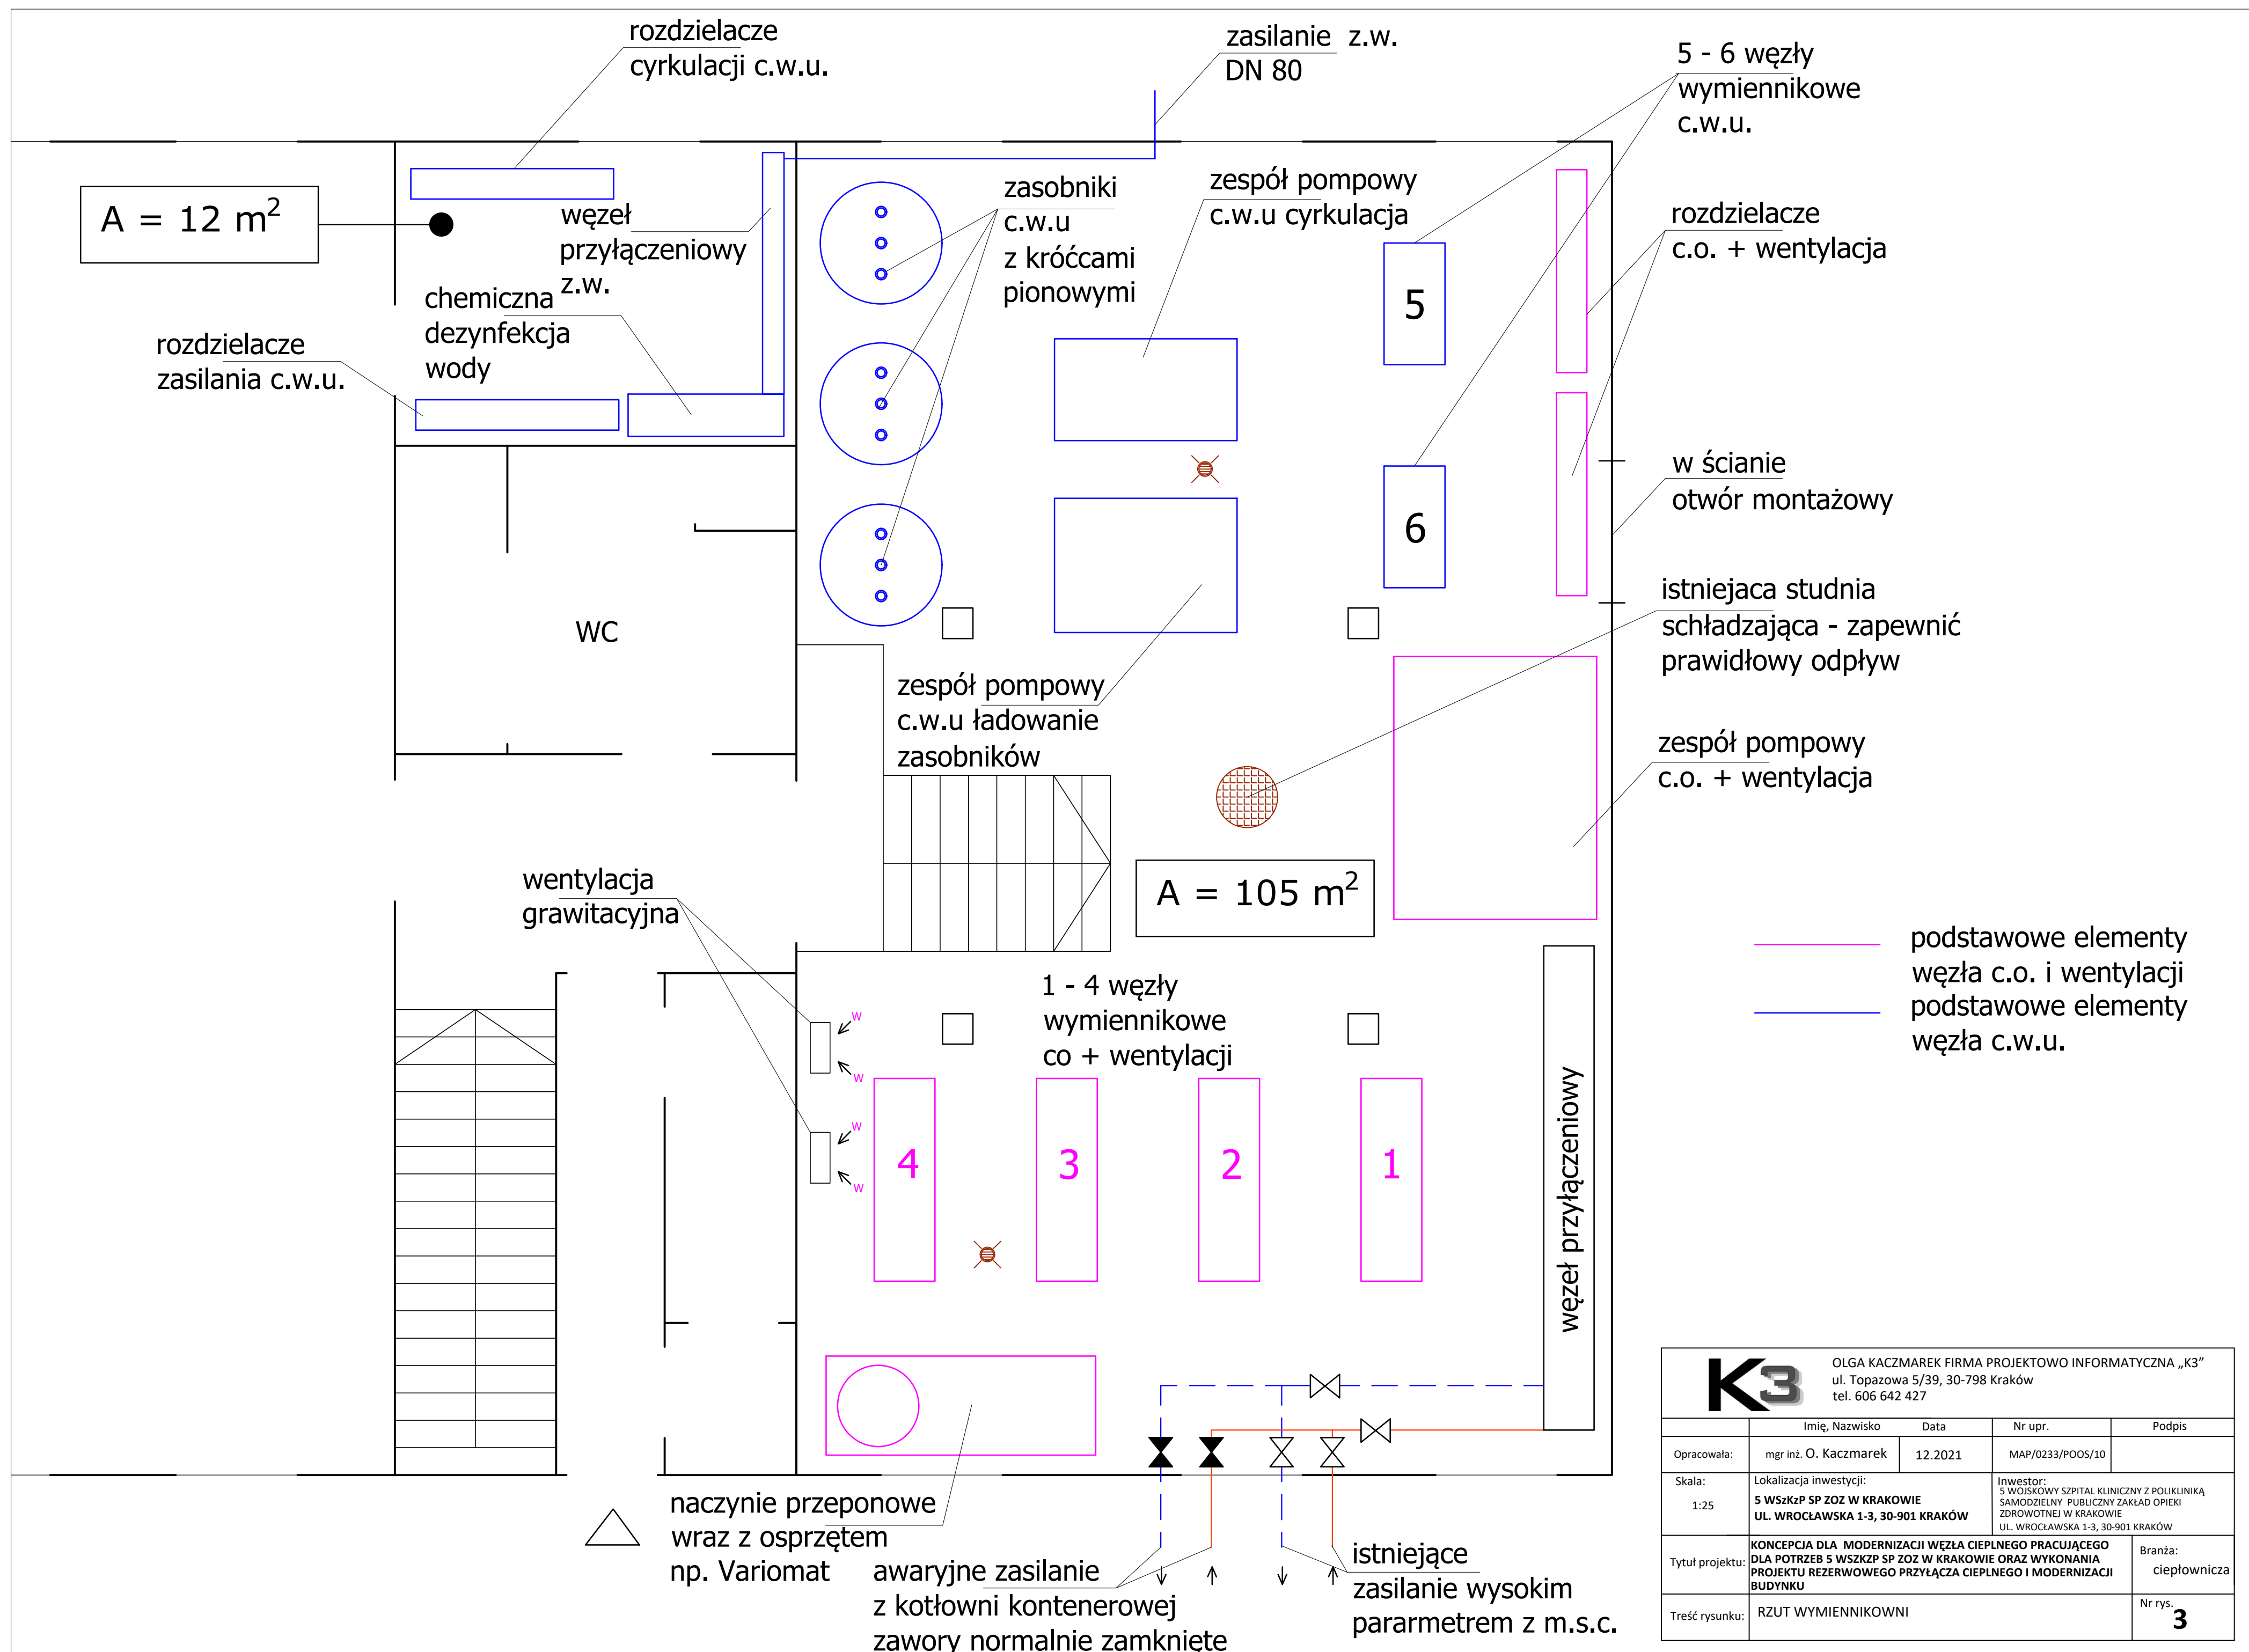 rozdzielacze
cyrkulacji c.w.u.
zasilanie z.w.
DN 80
5 - 6 węzły
wymiennikowe
c.w.u.
A = 12 m²
węzeł
przyłączeniowy
z.w.
zasobniki
c.w.u
z króćcami
pionowymi
zespół pompowy
c.w.u cyrkulacja
rozdzielacze
c.o. + wentylacja
chemiczna
dezynfekcja
wody
rozdzielacze
zasilania c.w.u.
5
6
w ścianie
otwór montażowy
WC
istniejaca studnia
schładzająca - zapewnić
prawidłowy odpływ
zespół pompowy
c.w.u ładowanie
zasobników
zespół pompowy
c.o. + wentylacja
wentylacja
grawitacyjna
A = 105 m²
podstawowe elementy
węzła c.o. i wentylacji
podstawowe elementy
węzła c.w.u.
1 - 4 węzły
wymiennikowe
co + wentylacji
W
W
W
W
4
3
2
1
węzeł przyłączeniowy
naczynie przeponowe
wraz z osprzętem
np. Variomat
awaryjne zasilanie
z kotłowni kontenerowej
zawory normalnie zamknięte
istniejące
zasilanie wysokim
pararmetrem z m.s.c.
K3
OLGA KACZMAREK FIRMA PROJEKTOWO INFORMATYCZNA „K3”
ul. Topazowa 5/39, 30-798 Kraków
tel. 606 642 427
Imię, Nazwisko Data Nr upr. Podpis
Opracowała: mgr inż. O. Kaczmarek 12.2021 MAP/0233/POOS/10
Skala:
1:25
Lokalizacja inwestycji:
5 WSzKzP SP ZOZ W KRAKOWIE
UL. WROCŁAWSKA 1-3, 30-901 KRAKÓW
Inwestor:
5 WOJSKOWY SZPITAL KLINICZNY Z POLIKLINIKĄ
SAMODZIELNY PUBLICZNY ZAKŁAD OPIEKI
ZDROWOTNEJ W KRAKOWIE
UL. WROCŁAWSKA 1-3, 30-901 KRAKÓW
Tytuł projektu:
KONCEPCJA DLA MODERNIZACJI WĘZŁA CIEPLNEGO PRACUJĄCEGO
DLA POTRZEB 5 WSZKZP SP ZOZ W KRAKOWIE ORAZ WYKONANIA
PROJEKTU REZERWOWEGO PRZYŁĄCZA CIEPLNEGO I MODERNIZACJI
BUDYNKU
Branża:
ciepłownicza
Treść rysunku: RZUT WYMIENNIKOWNI
Nr rys.
3